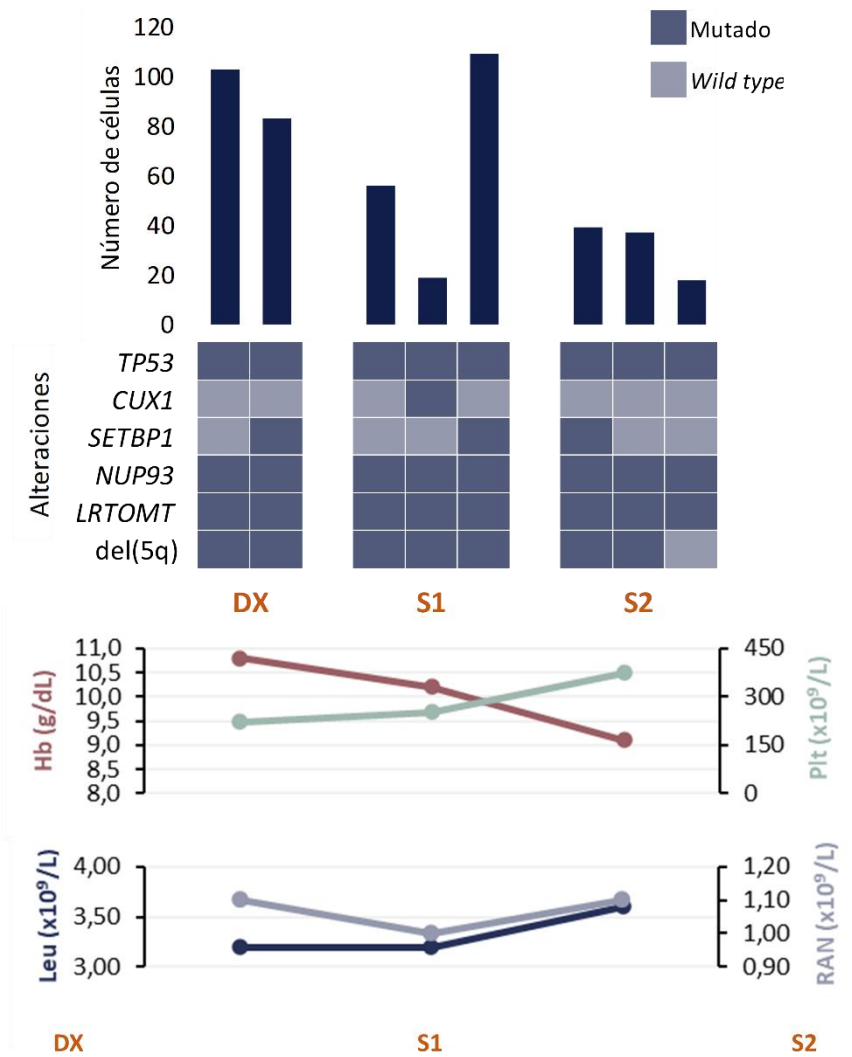 120
100
80
60
40
20
0
Número de células
Mutado
Wild type
Alteraciones
TP53
CUX1
SETBP1
NUP93
LRTOMT
del(5q)
DX S1 S2
Hb (g/dL)
11,0
10,5
10,0
9,5
9,0
8,5
8,0
450
300
150
0
Plt (x10⁹/L)
Leu (x10⁹/L)
4,00
3,50
3,00
1,20
1,10
1,00
0,90
RAN (x10⁹/L)
DX S1 S2